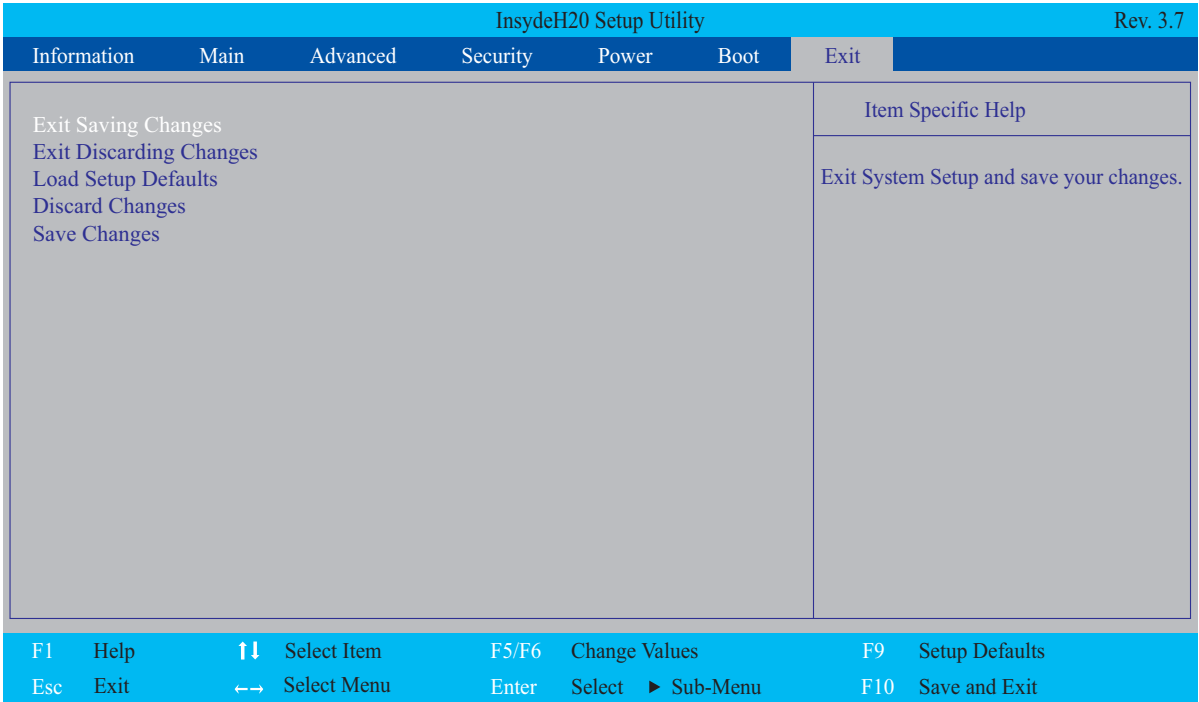 InsydeH20 Setup Utility Rev. 3.7
Information Main Advanced Security Power Boot Exit
Exit Saving Changes
Exit Discarding Changes
Load Setup Defaults
Discard Changes
Save Changes
Item Specific Help
Exit System Setup and save your changes.
F1 Help ↑↓ Select Item F5/F6 Change Values F9 Setup Defaults
Esc Exit ←→ Select Menu Enter Select ▶ Sub-Menu F10 Save and Exit